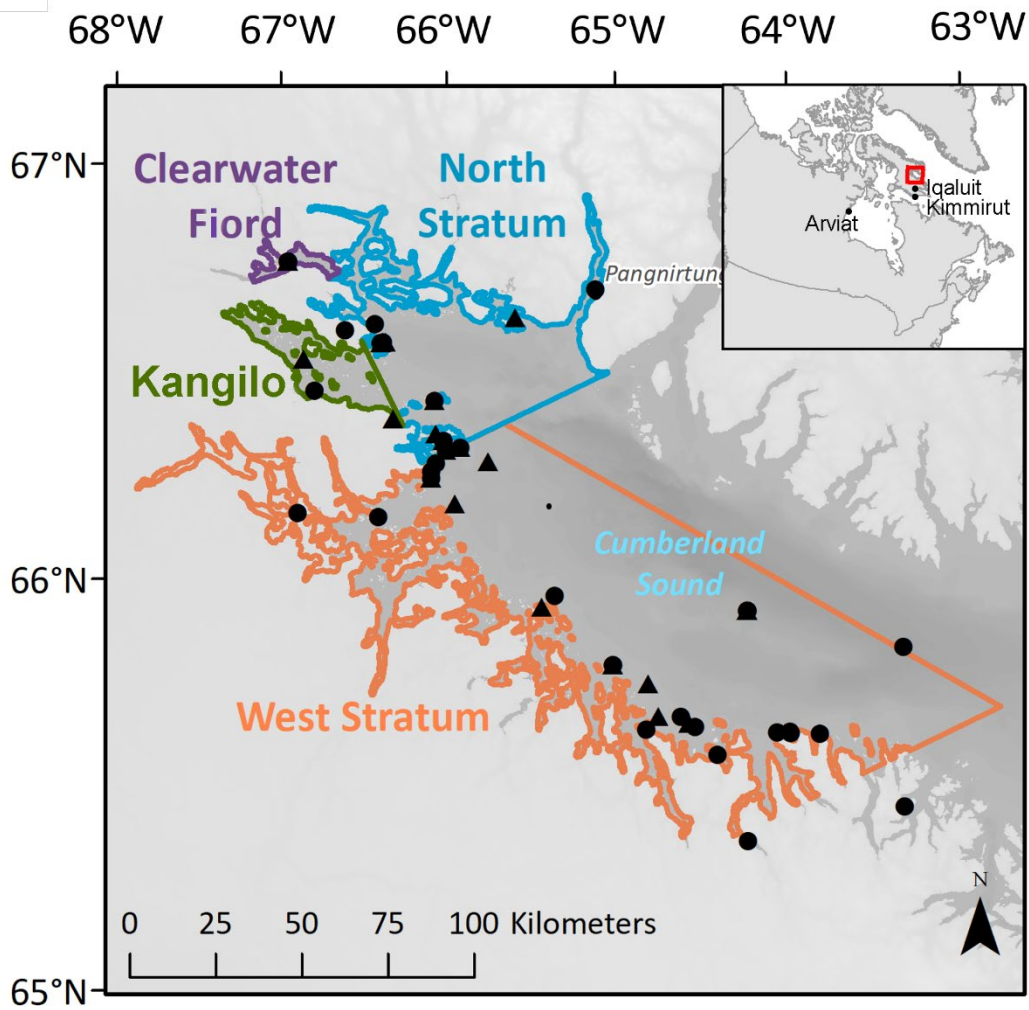 68°W 67°W 66°W 65°W 64°W 63°W
67°N
66°N
65°N
Clearwater
Fiord
North
Stratum
Pangnirtung
Kangilo
West Stratum
Cumberland
Sound
Iqaluit
Kimmirut
Arviat
N
0 25 50 75 100 Kilometers